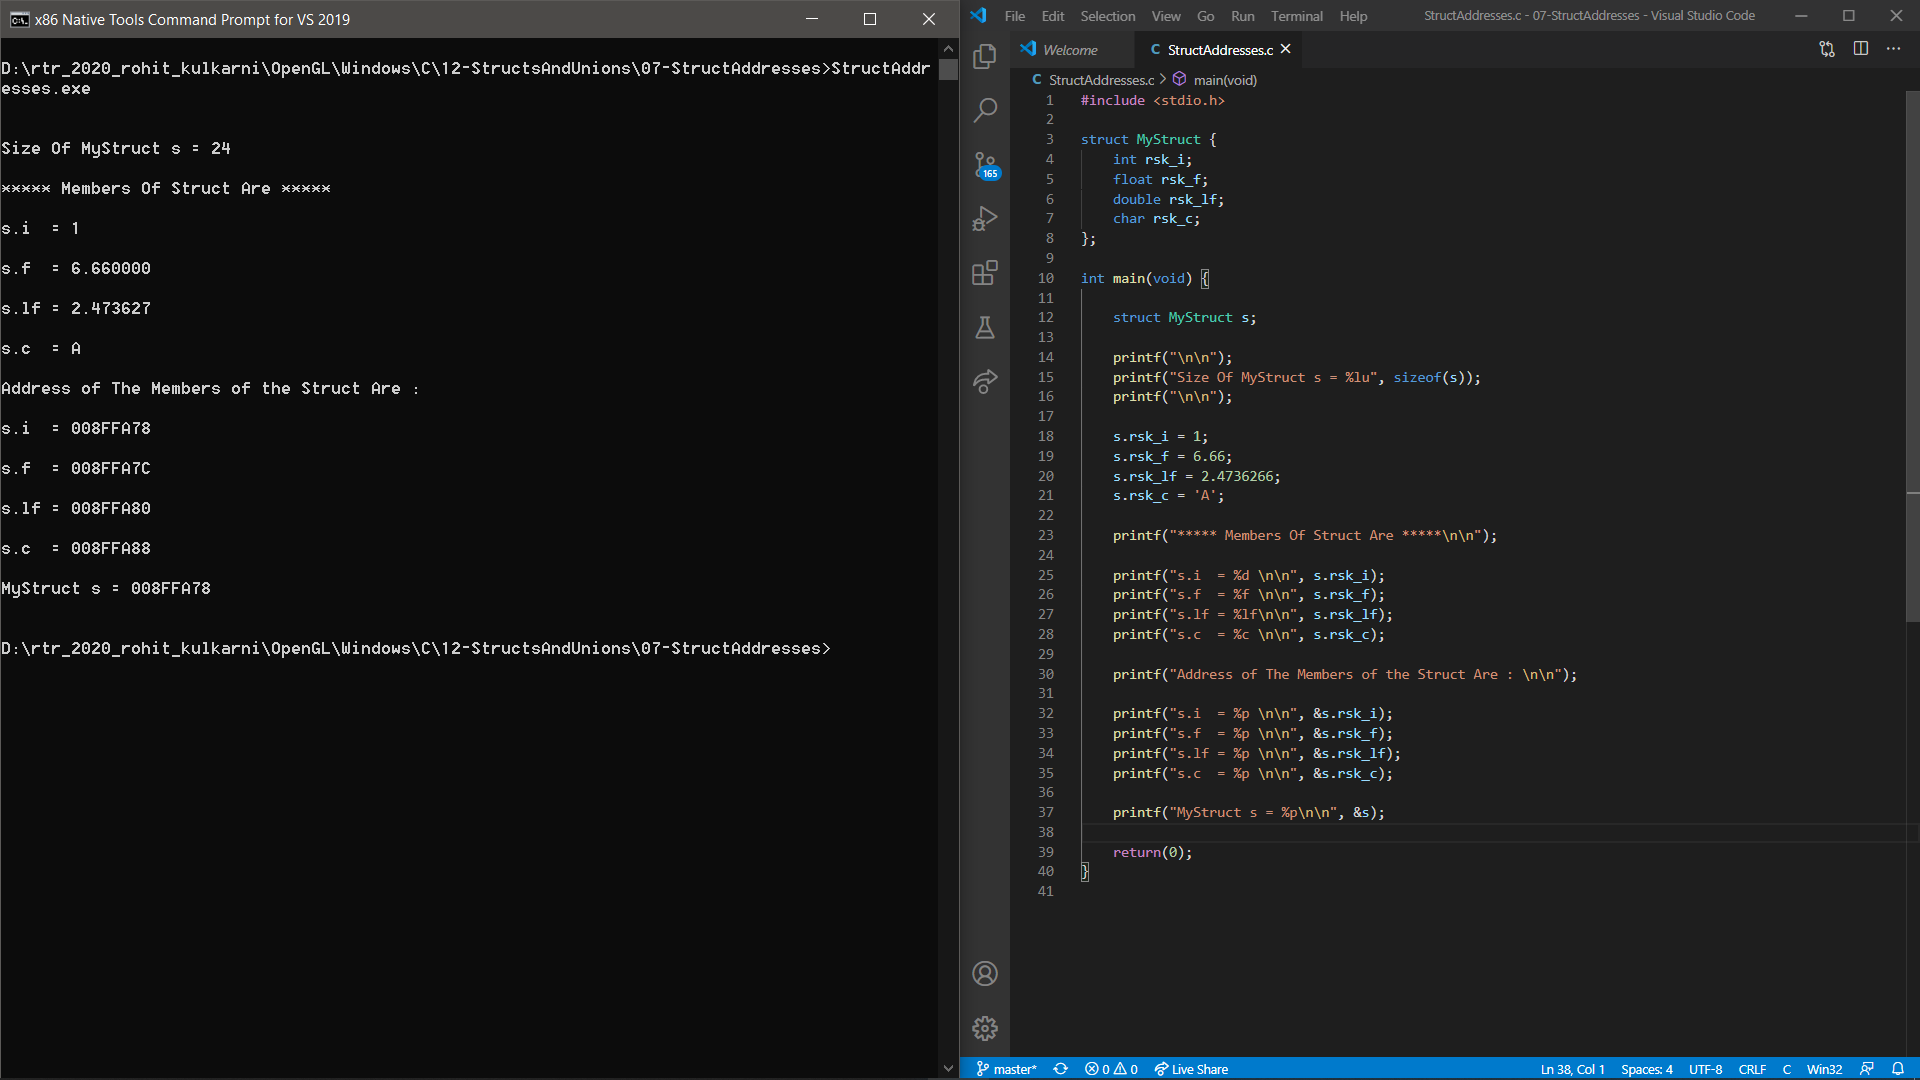 x86 Native Tools Command Prompt for VS 2019
D:\rtr_2020_rohit_kulkarni\OpenGL\Windows\C\12-StructsAndUnions\07-StructAddresses>StructAddr
esses.exe
Size Of MyStruct s = 24
***** Members Of Struct Are *****
s.i  = 1
s.f  = 6.660000
s.lf = 2.473627
s.c  = A
Address of The Members of the Struct Are :
s.i  = 008FFA78
s.f  = 008FFA7C
s.lf = 008FFA80
s.c  = 008FFA88
MyStruct s = 008FFA78
D:\rtr_2020_rohit_kulkarni\OpenGL\Windows\C\12-StructsAndUnions\07-StructAddresses>
File Edit Selection View Go Run Terminal Help StructAddresses.c - 07-StructAddresses - Visual Studio Code
Welcome C StructAddresses.c
C StructAddresses.c > main(void)
165
1 #include <stdio.h>
2
3 struct MyStruct {
4     int rsk_i;
5     float rsk_f;
6     double rsk_lf;
7     char rsk_c;
8 };
9
10 int main(void) {
11
12     struct MyStruct s;
13
14     printf("\n\n");
15     printf("Size Of MyStruct s = %lu", sizeof(s));
16     printf("\n\n");
17
18     s.rsk_i = 1;
19     s.rsk_f = 6.66;
20     s.rsk_lf = 2.4736266;
21     s.rsk_c = 'A';
22
23     printf("***** Members Of Struct Are *****\n\n");
24
25     printf("s.i  = %d \n\n", s.rsk_i);
26     printf("s.f  = %f \n\n", s.rsk_f);
27     printf("s.lf = %lf\n\n", s.rsk_lf);
28     printf("s.c  = %c \n\n", s.rsk_c);
29
30     printf("Address of The Members of the Struct Are : \n\n");
31
32     printf("s.i  = %p \n\n", &s.rsk_i);
33     printf("s.f  = %p \n\n", &s.rsk_f);
34     printf("s.lf = %p \n\n", &s.rsk_lf);
35     printf("s.c  = %p \n\n", &s.rsk_c);
36
37     printf("MyStruct s = %p\n\n", &s);
38
39     return(0);
40 }
41
master* 0 0 Live Share Ln 38, Col 1 Spaces: 4 UTF-8 CRLF C Win32